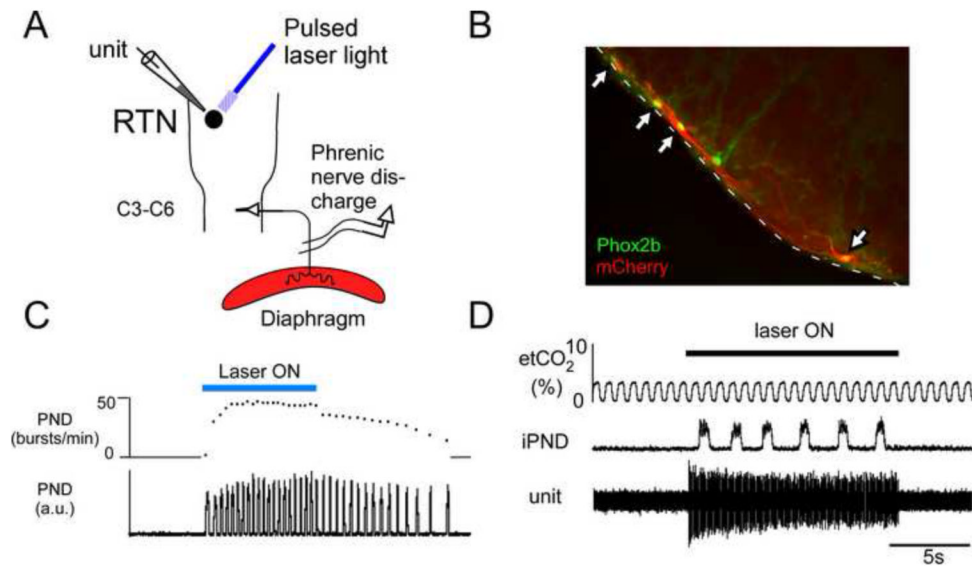 A
unit
Pulsed
laser light
RTN
C3-C6
Phrenic
nerve dis-
charge
Diaphragm
B
Phox2b
mCherry
C
Laser ON
PND
(bursts/min)
50
0
PND
(a.u.)
D
laser ON
etCO2
(%)
10
0
iPND
unit
5s